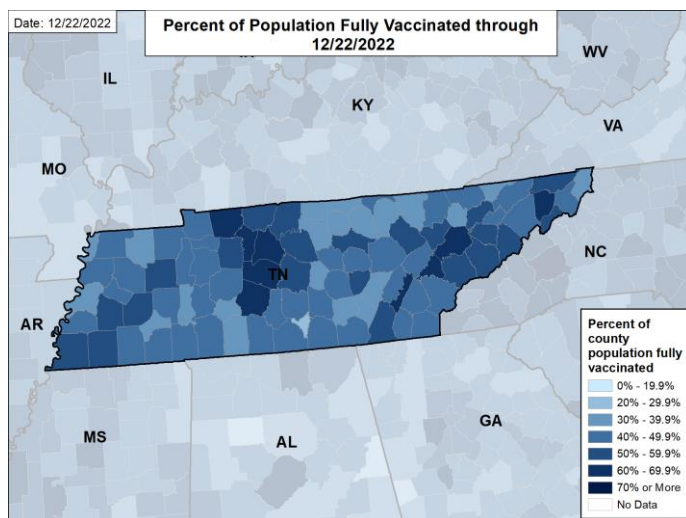 Date: 12/22/2022
Percent of Population Fully Vaccinated through
12/22/2022
WV
IL
KY
VA
MO
TN
NC
AR
MS
AL
GA
Percent of
county
population fully
vaccinated
0% - 19.9%
20% - 29.9%
30% - 39.9%
40% - 49.9%
50% - 59.9%
60% - 69.9%
70% or More
No Data